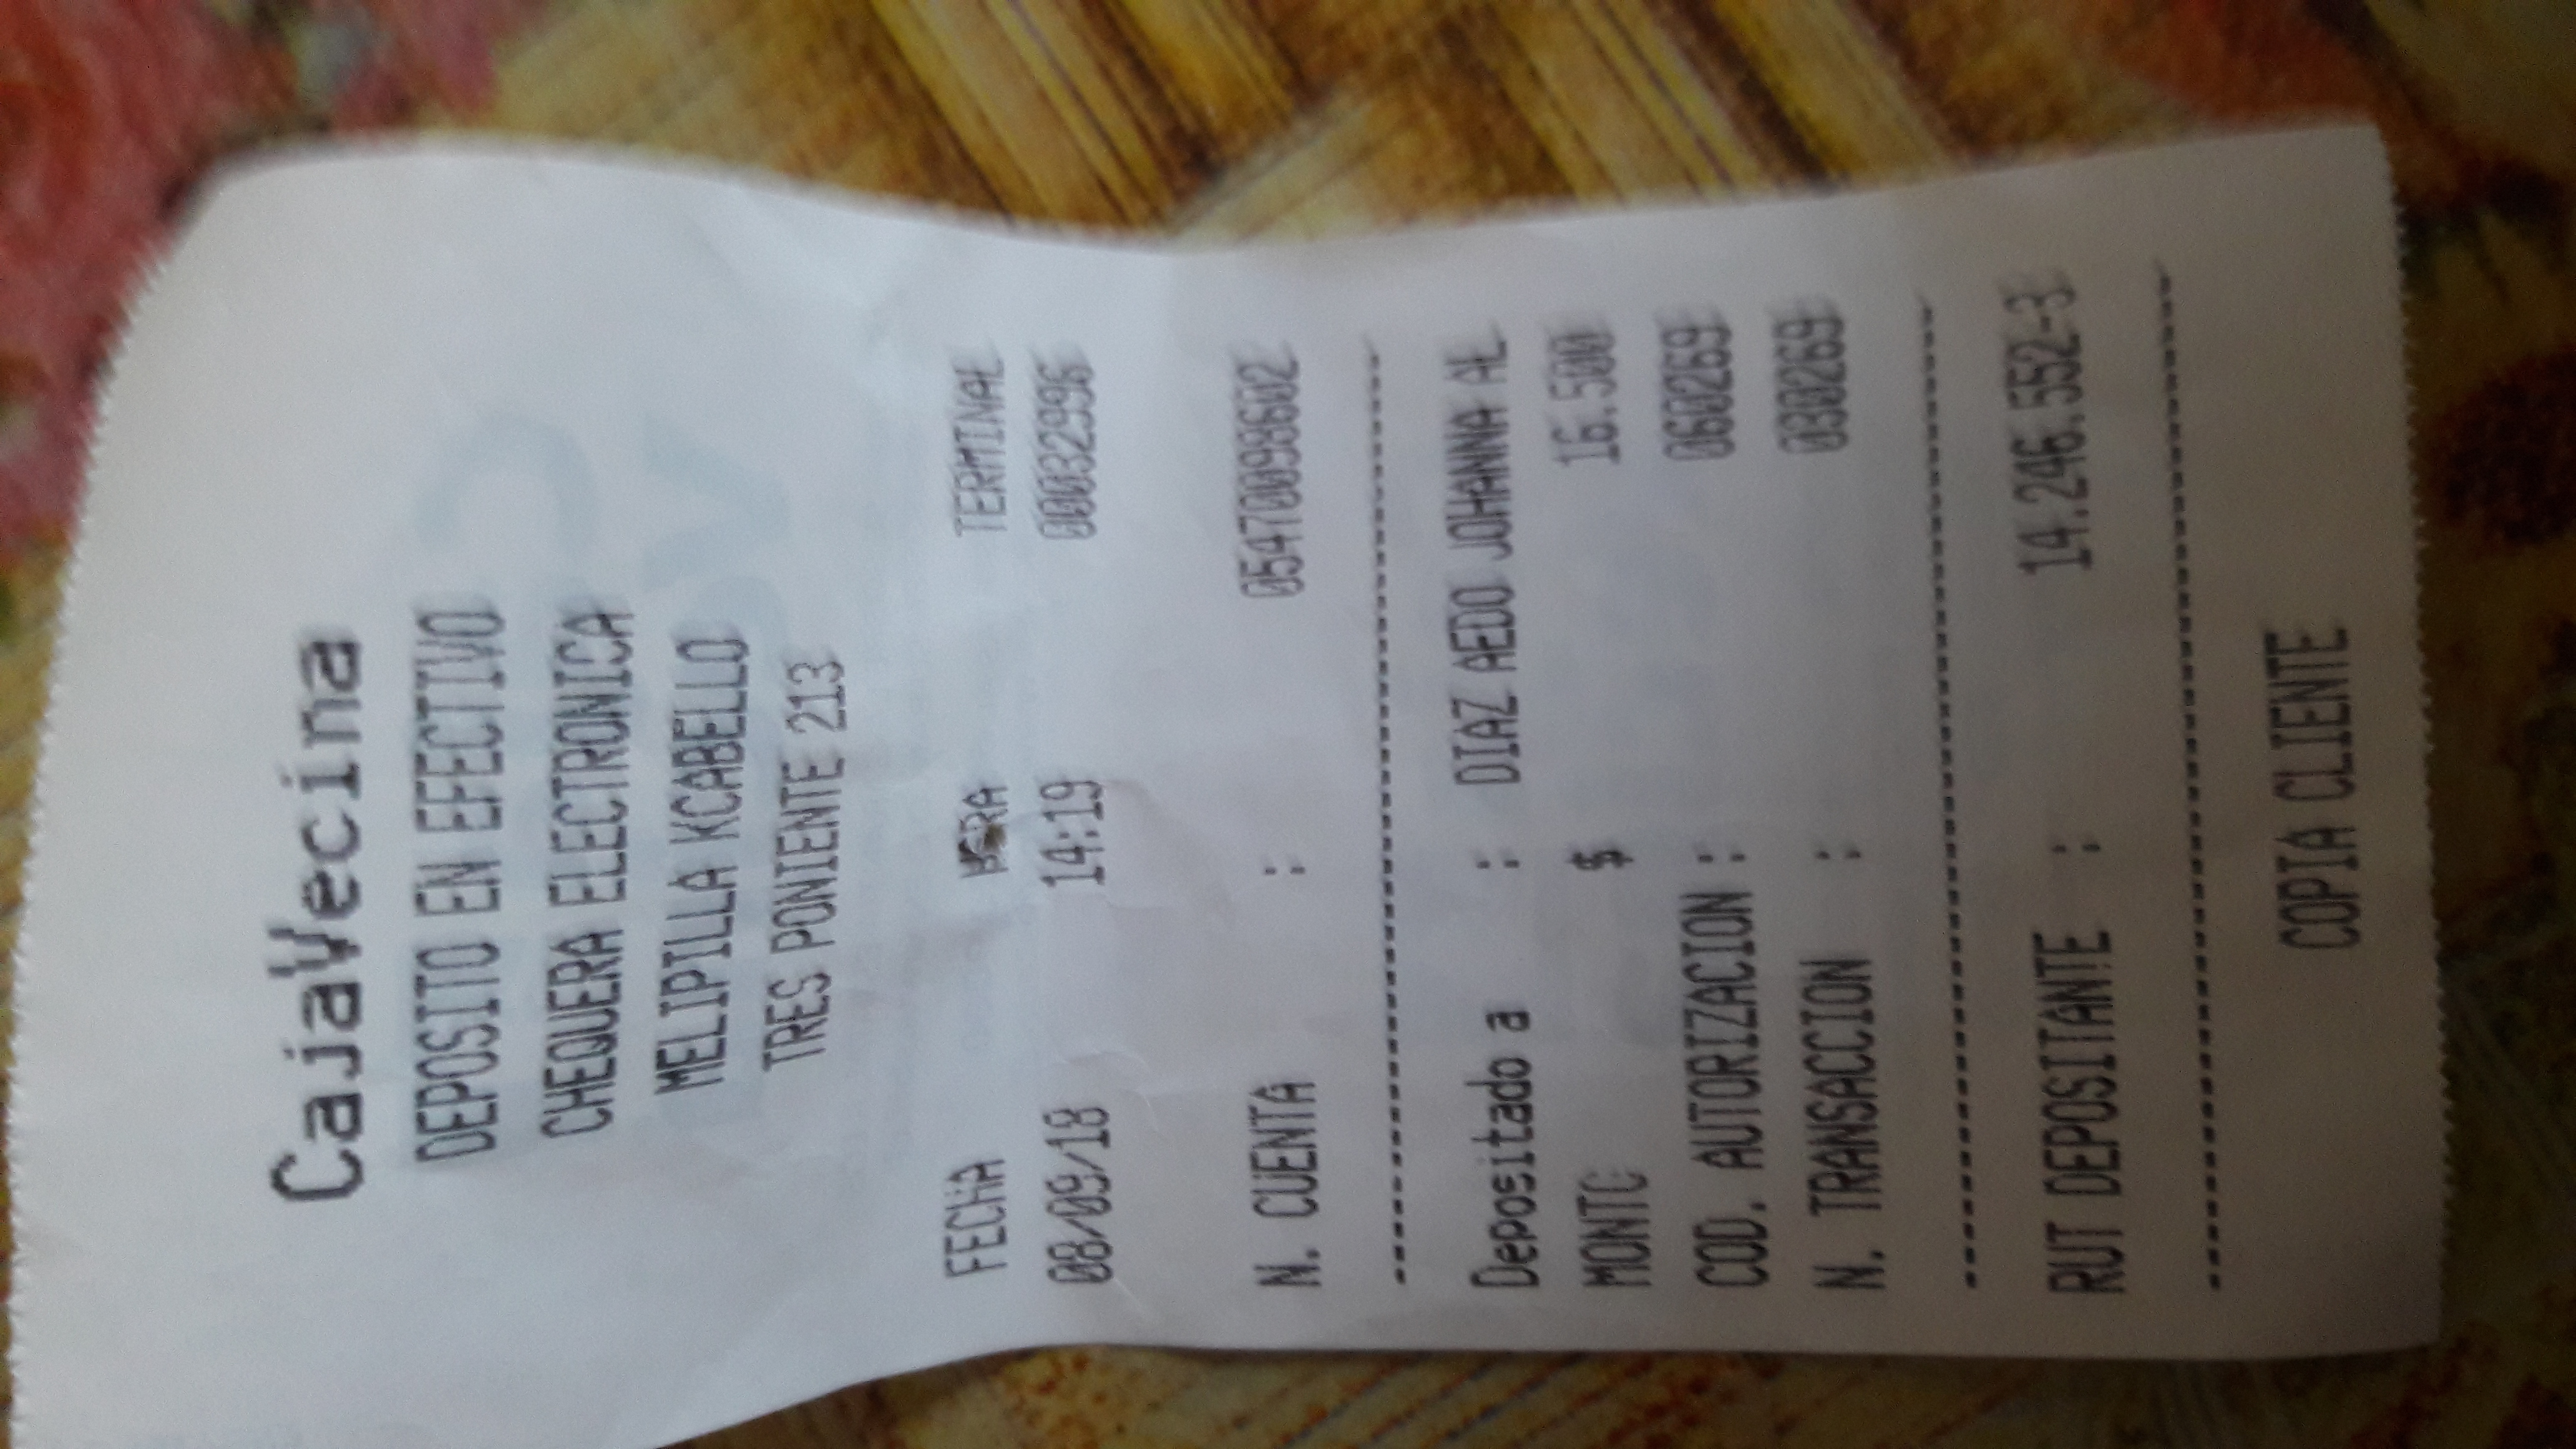 CajaVecina
DEPOSITO EN EFECTIVO
CHEQUERA ELECTRONICA
MELIPILLA KCABELLO
TRES PONIENTE 213
FECHA HORA TERMINAL
08/09/18 14:19 00032996
N. CUENTA : 05470098602
Depositado a : DIAZ AEDO JOHANNA AL
MONTO $ 16.500
COD. AUTORIZACION : 060269
N. TRANSACCION : 030269
RUT DEPOSITANTE : 14.246.552-3
COPIA CLIENTE